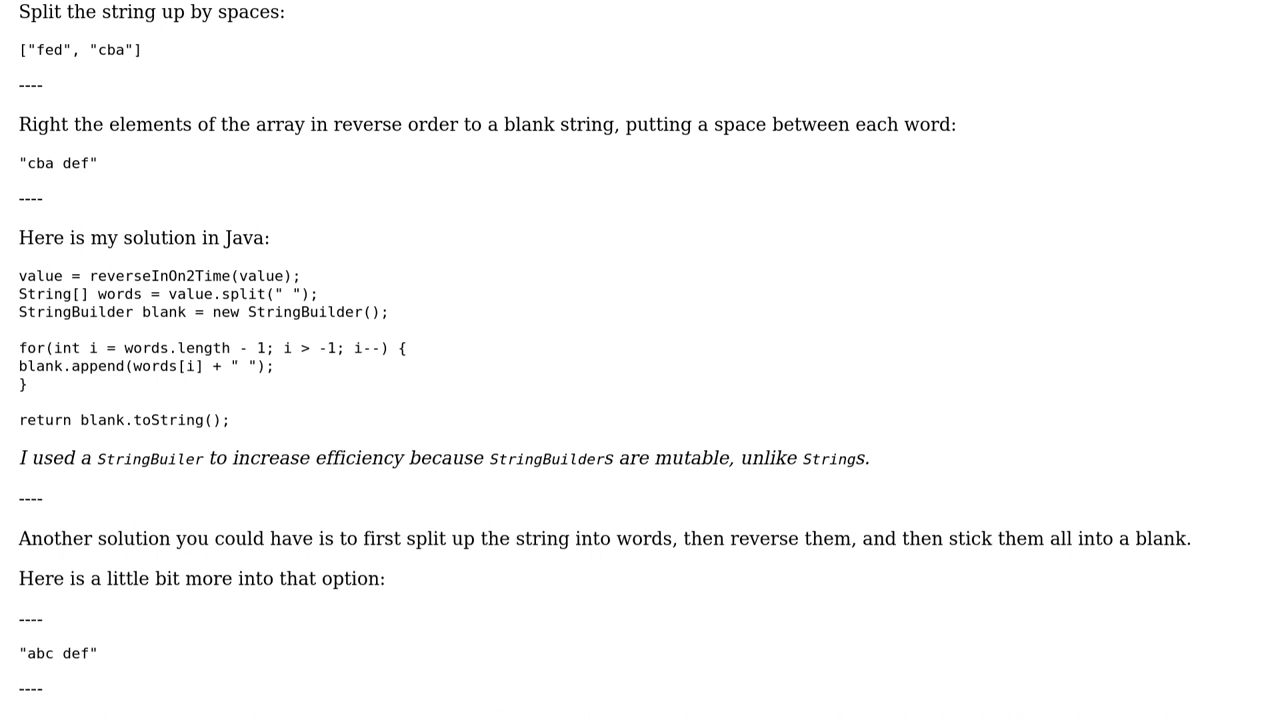 Split the string up by spaces:
["fed", "cba"]
----
Right the elements of the array in reverse order to a blank string, putting a space between each word:
"cba def"
----
Here is my solution in Java:
value = reverseInOn2Time(value);
String[] words = value.split(" ");
StringBuilder blank = new StringBuilder();
for(int i = words.length - 1; i > -1; i--) {
blank.append(words[i] + " ");
}
return blank.toString();
I used a StringBuiler to increase efficiency because StringBuilders are mutable, unlike Strings.
----
Another solution you could have is to first split up the string into words, then reverse them, and then stick them all into a blank.
Here is a little bit more into that option:
----
"abc def"
----